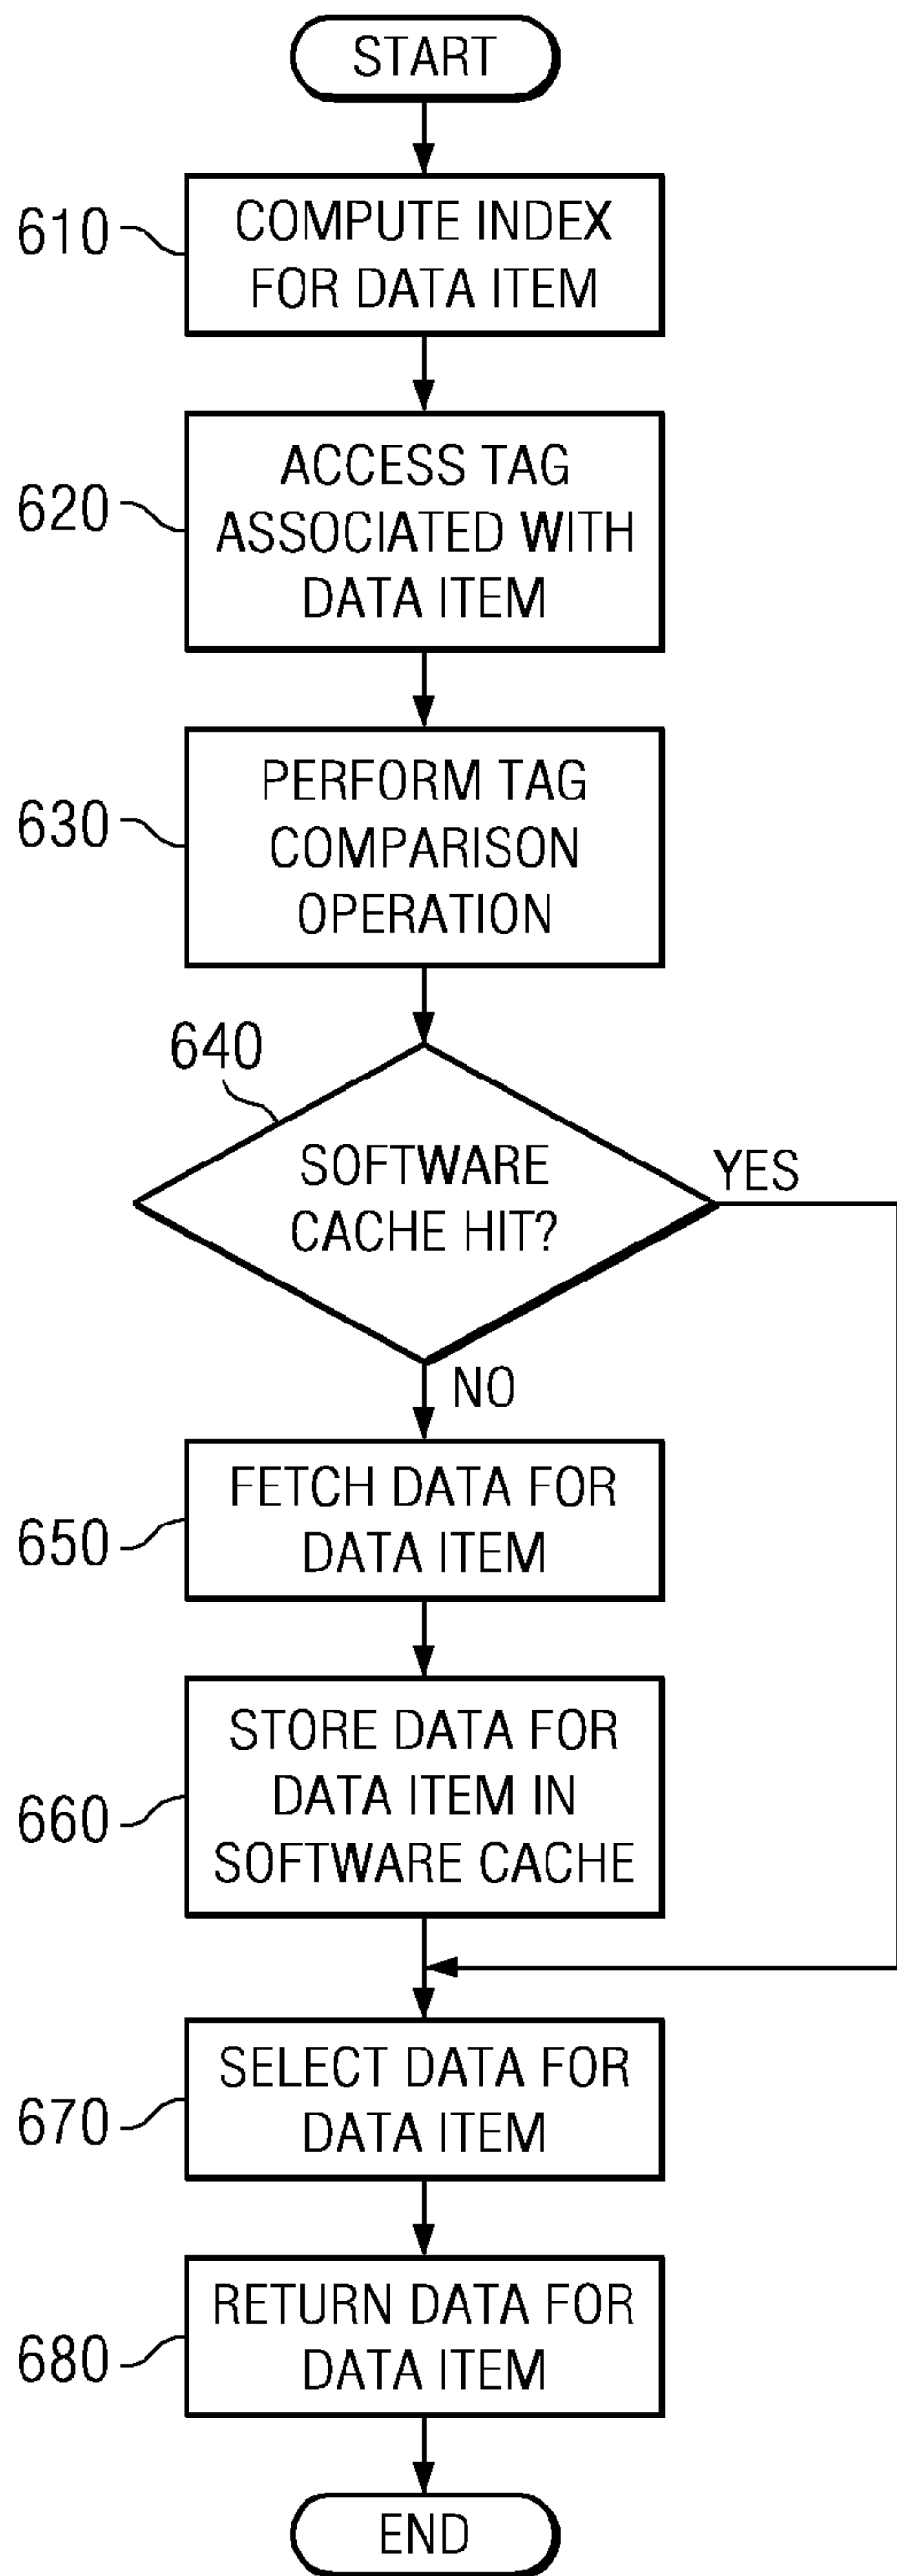 START
610
COMPUTE INDEX
FOR DATA ITEM
620
ACCESS TAG
ASSOCIATED WITH
DATA ITEM
630
PERFORM TAG
COMPARISON
OPERATION
640
SOFTWARE
CACHE HIT?
YES
NO
650
FETCH DATA FOR
DATA ITEM
660
STORE DATA FOR
DATA ITEM IN
SOFTWARE CACHE
670
SELECT DATA FOR
DATA ITEM
680
RETURN DATA FOR
DATA ITEM
END